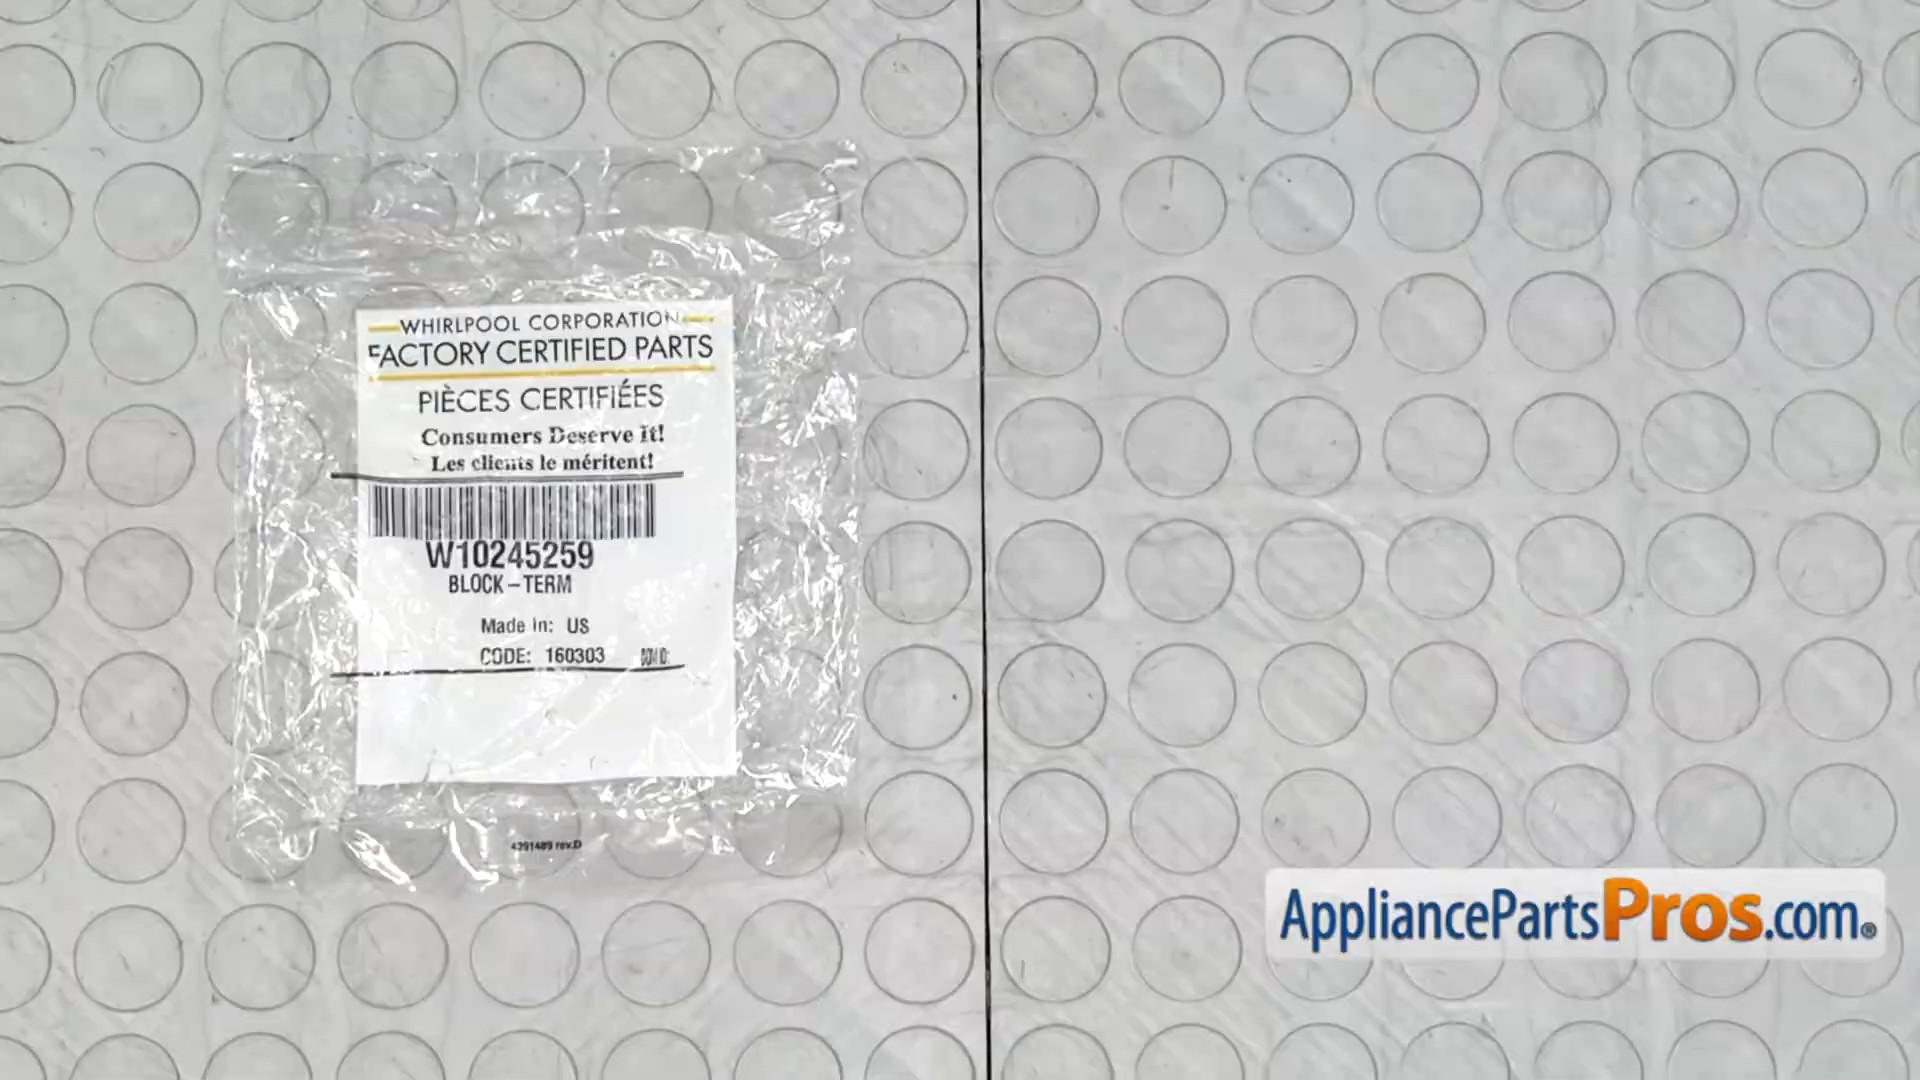 WHIRLPOOL CORPORATION
FACTORY CERTIFIED PARTS
PIÈCES CERTIFIÉES
Consumers Deserve It!
Les clients le méritent!
W10245259
BLOCK-TERM
Made In: US
CODE: 160303
4391489 rev.D
AppliancePartsPros.com®